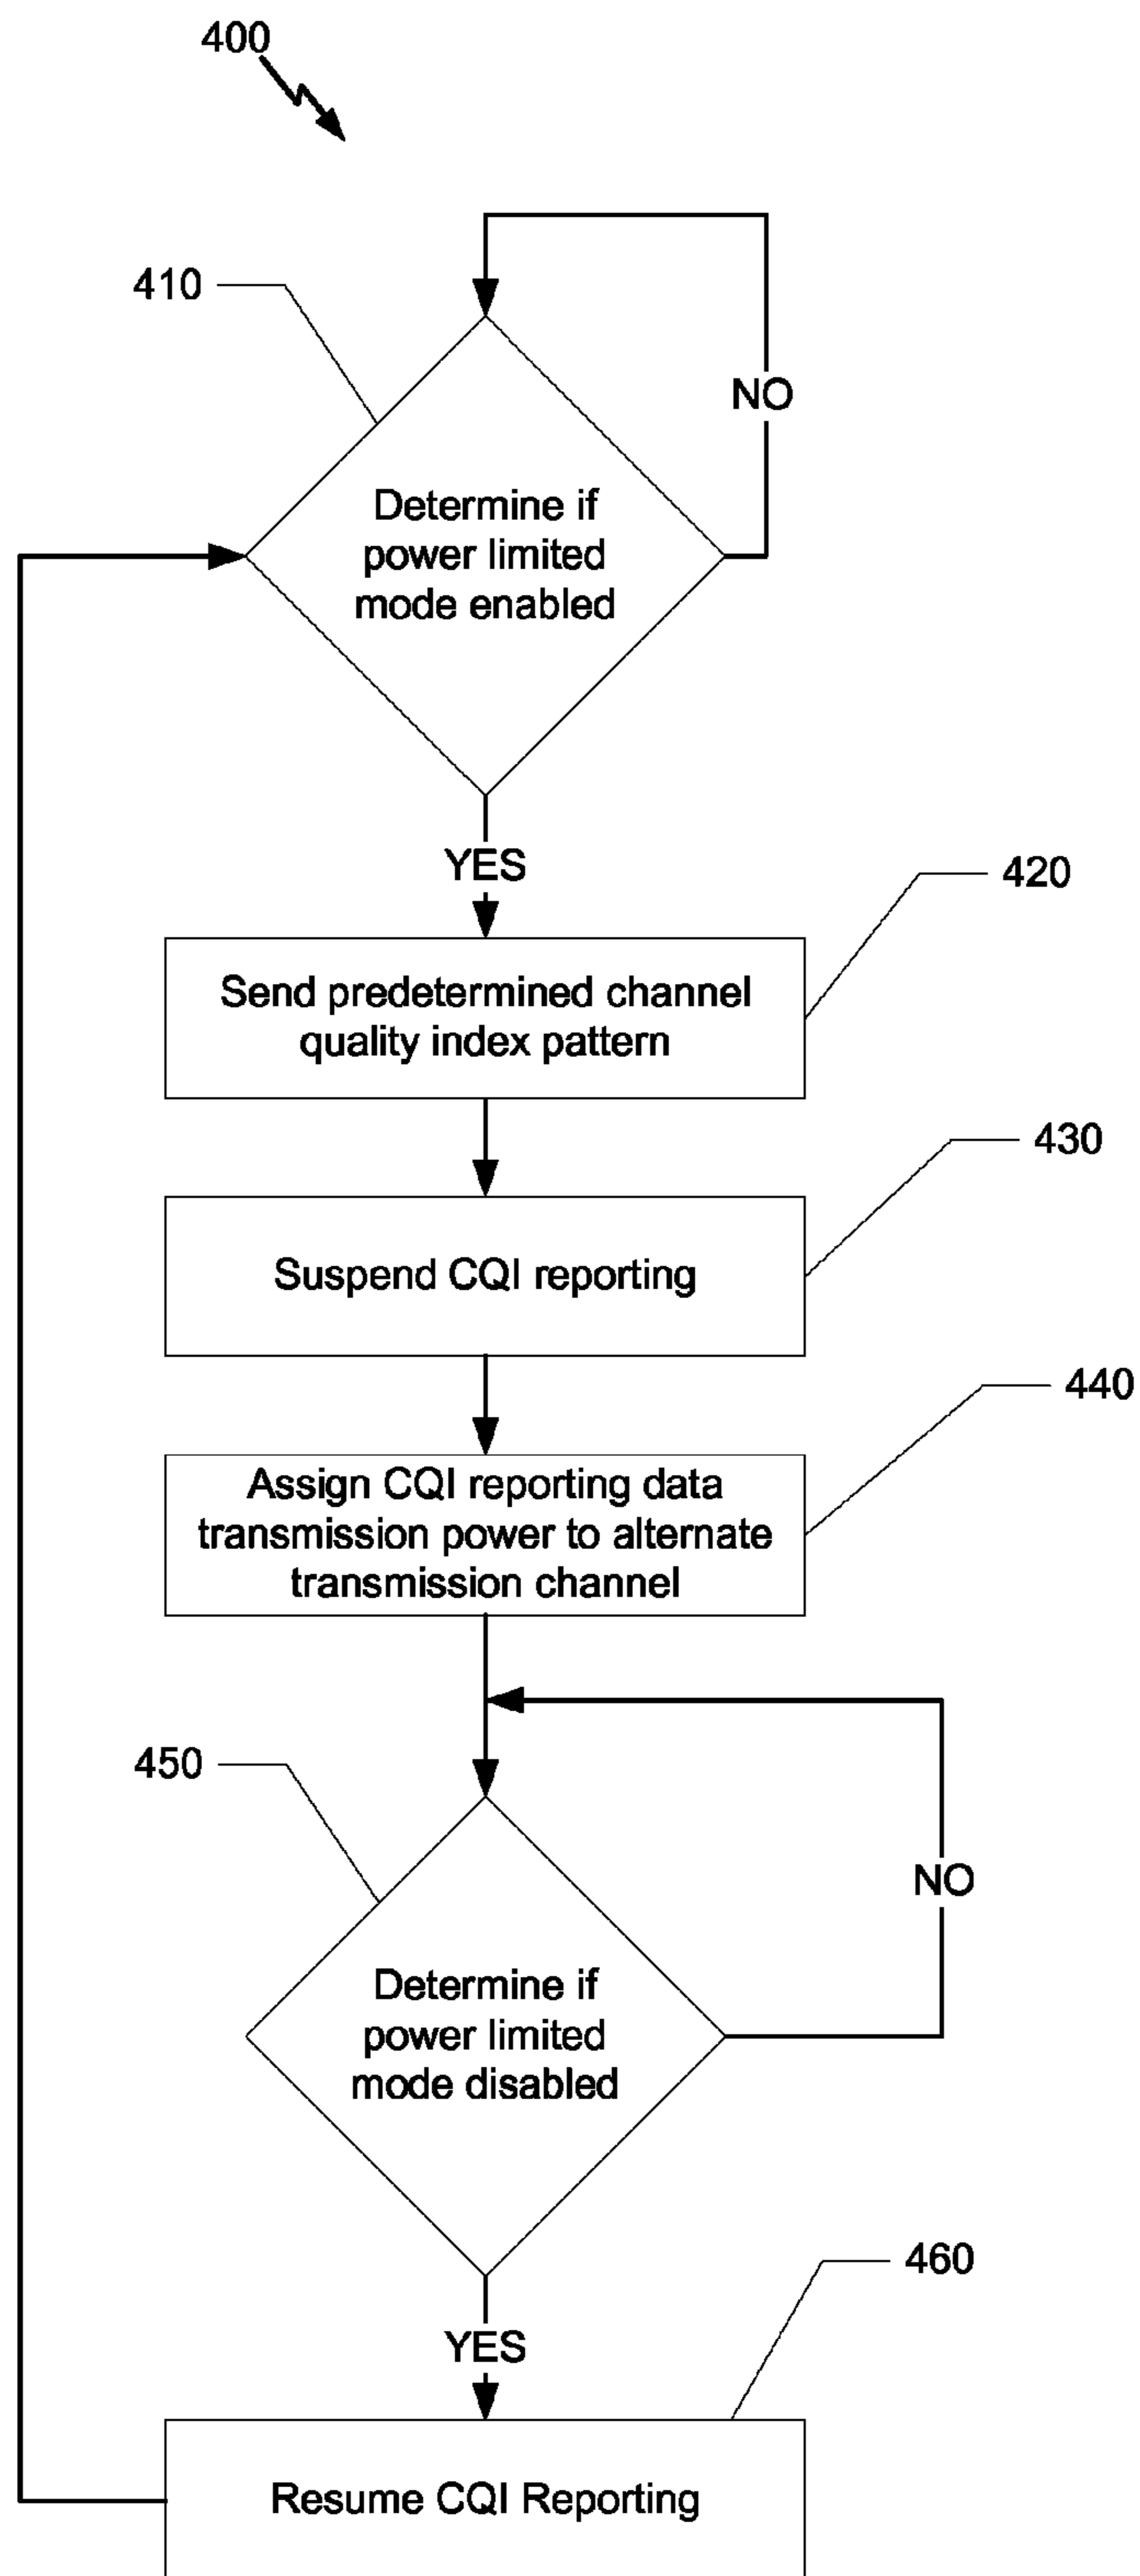 400
410
NO
Determine if
power limited
mode enabled
YES
420
Send predetermined channel
quality index pattern
430
Suspend CQI reporting
440
Assign CQI reporting data
transmission power to alternate
transmission channel
450
NO
Determine if
power limited
mode disabled
460
YES
Resume CQI Reporting